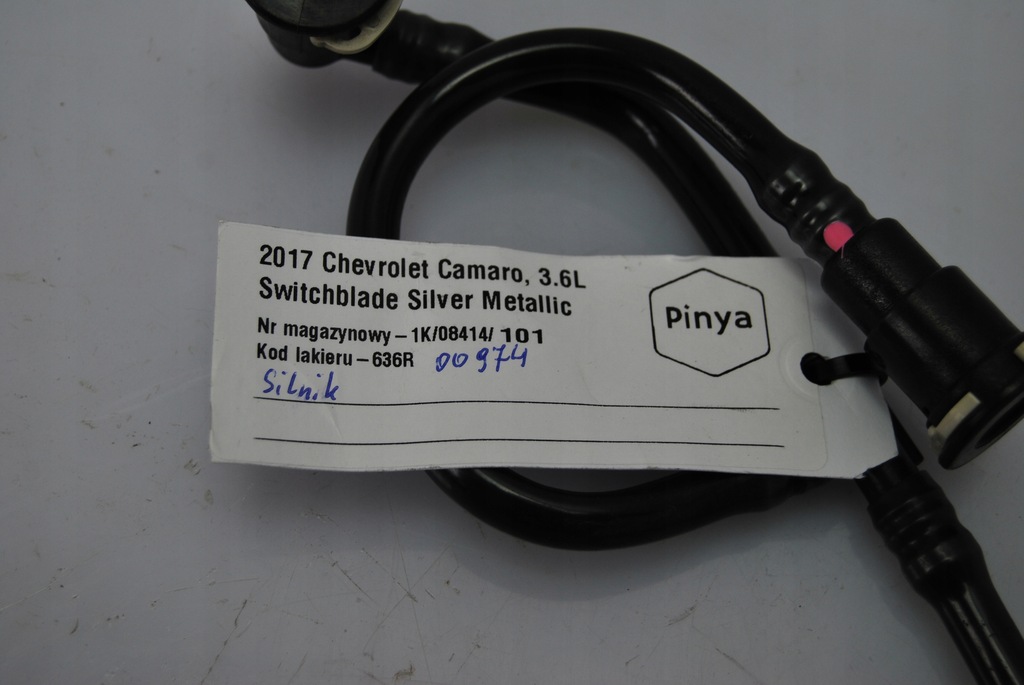 2017 Chevrolet Camaro, 3.6L
Switchblade Silver Metallic
Nr magazynowy – 1K/08414/ 101
Kod lakieru – 636R 00974
Silnik
Pinya